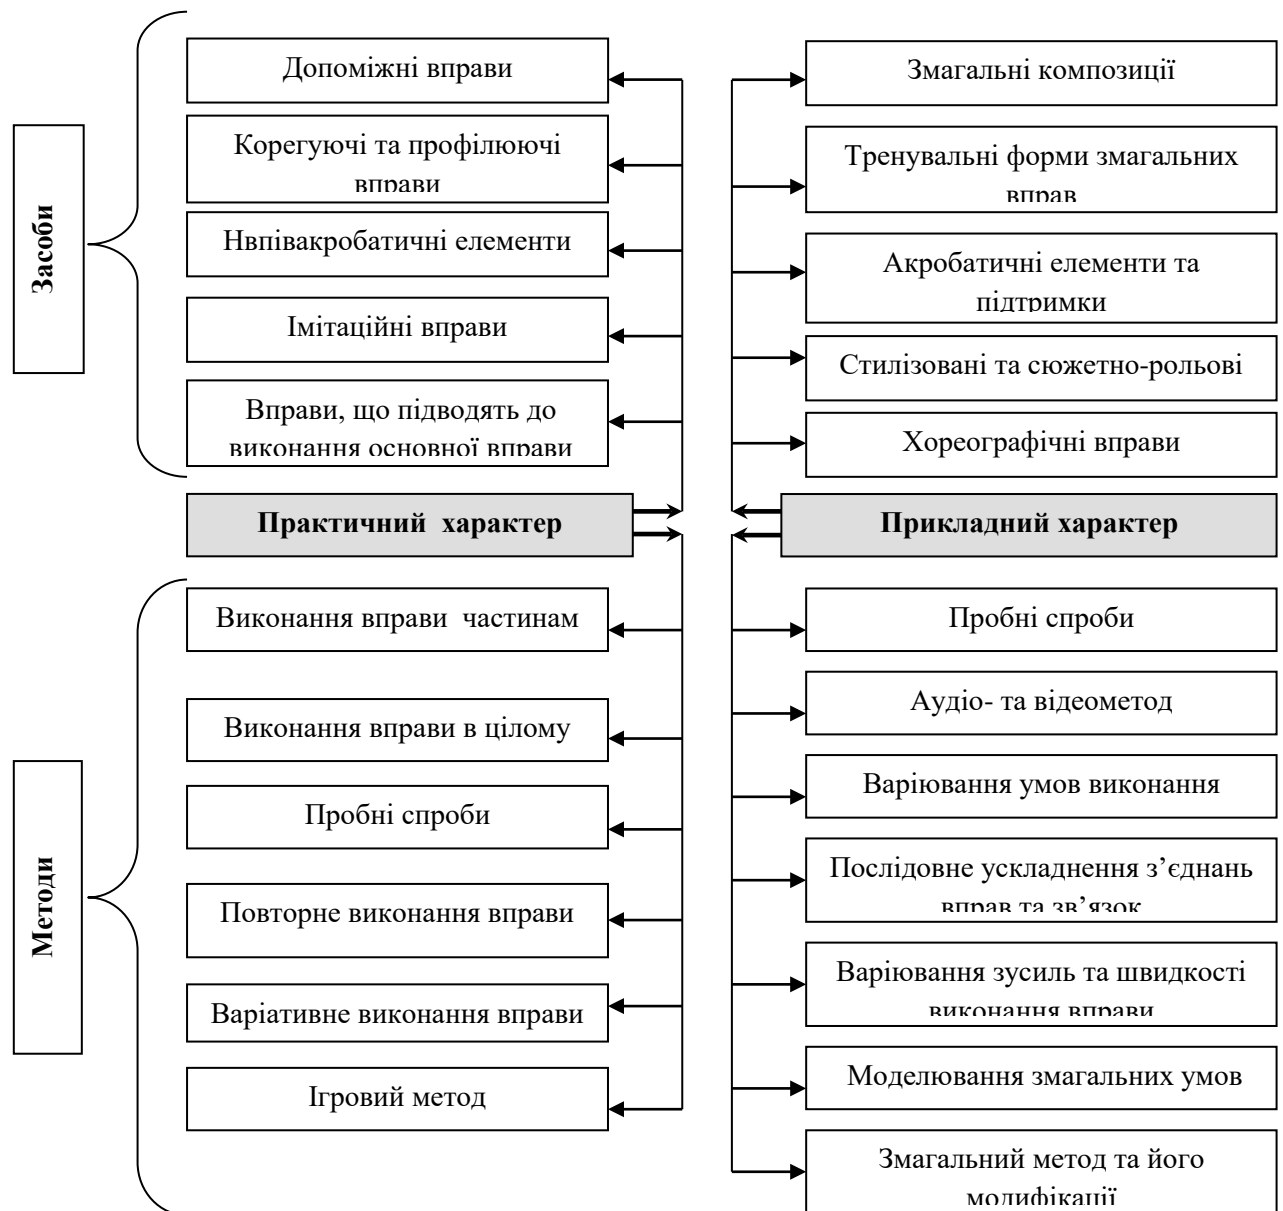 Засоби
Допоміжні вправи
Корегуючі та профілюючі
вправи
Нвпівакробатичні елементи
Імітаційні вправи
Вправи, що підводять до
виконання основної вправи
Змагальні композиції
Тренувальні форми змагальних
вправ
Акробатичні елементи та
підтримки
Стилізовані та сюжетно-рольові
Хореографічні вправи
Практичний характер
Прикладний характер
Методи
Виконання вправи частинам
Виконання вправи в цілому
Пробні спроби
Повторне виконання вправи
Варіативне виконання вправи
Ігровий метод
Пробні спроби
Аудіо- та відеометод
Варіювання умов виконання
Послідовне ускладнення з’єднань
вправ та зв’язок
Варіювання зусиль та швидкості
виконання вправи
Моделювання змагальних умов
Змагальний метод та його
модифікації